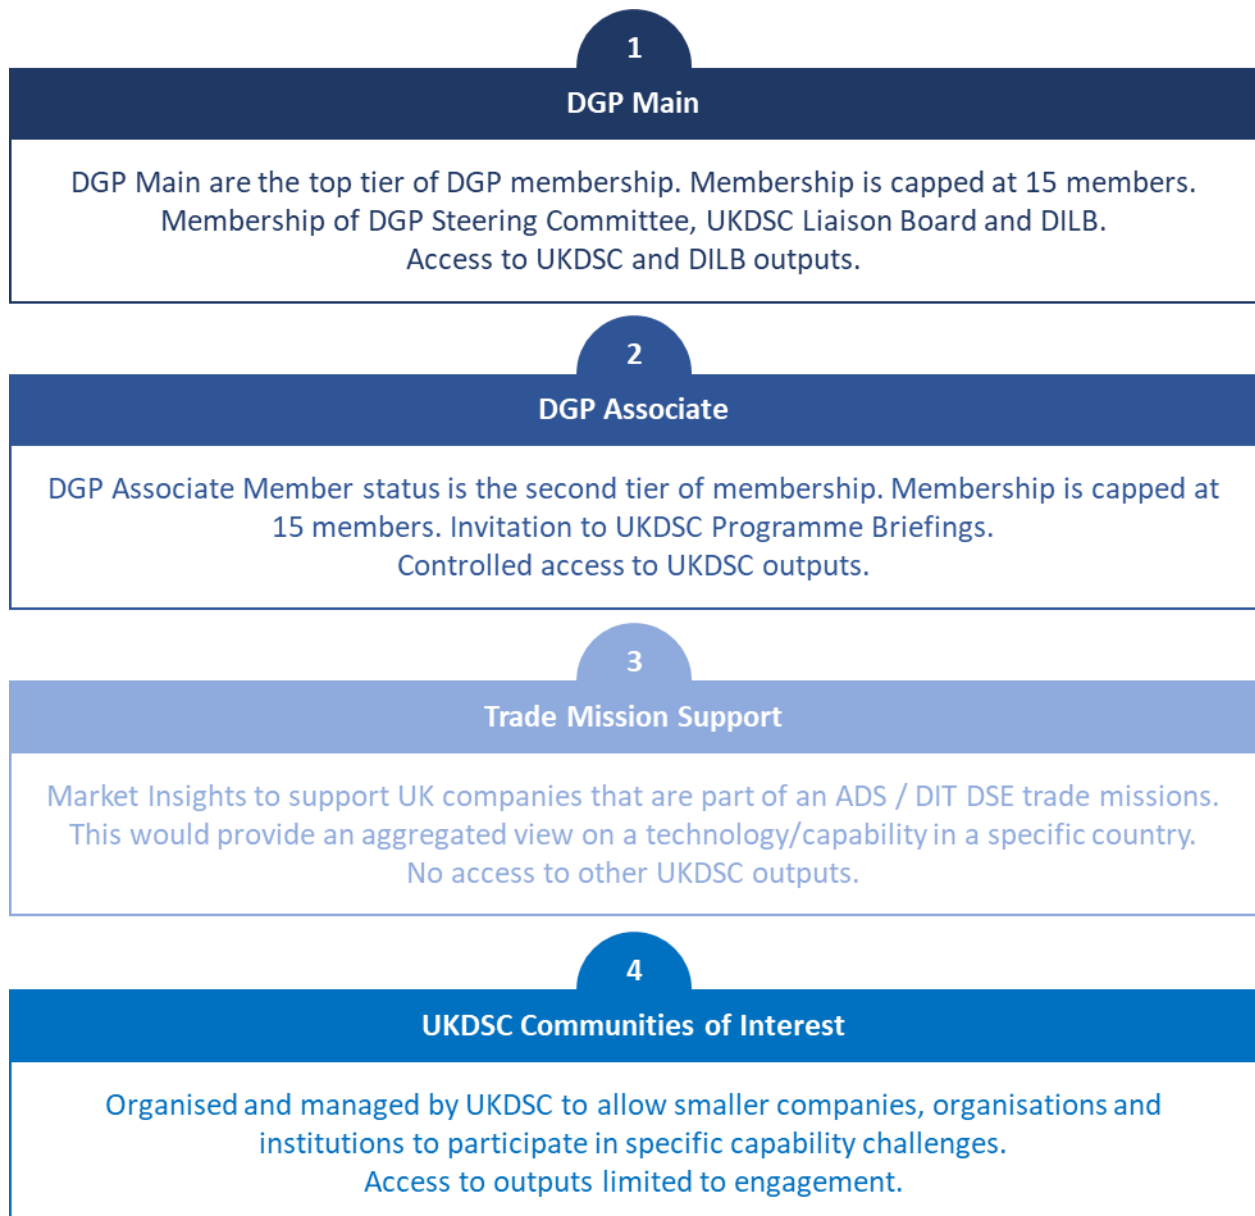 1
DGP Main
DGP Main are the top tier of DGP membership. Membership is capped at 15 members.
Membership of DGP Steering Committee, UKDSC Liaison Board and DILB.
Access to UKDSC and DILB outputs.
2
DGP Associate
DGP Associate Member status is the second tier of membership. Membership is capped at
15 members. Invitation to UKDSC Programme Briefings.
Controlled access to UKDSC outputs.
3
Trade Mission Support
Market Insights to support UK companies that are part of an ADS / DIT DSE trade missions.
This would provide an aggregated view on a technology/capability in a specific country.
No access to other UKDSC outputs.
4
UKDSC Communities of Interest
Organised and managed by UKDSC to allow smaller companies, organisations and
institutions to participate in specific capability challenges.
Access to outputs limited to engagement.